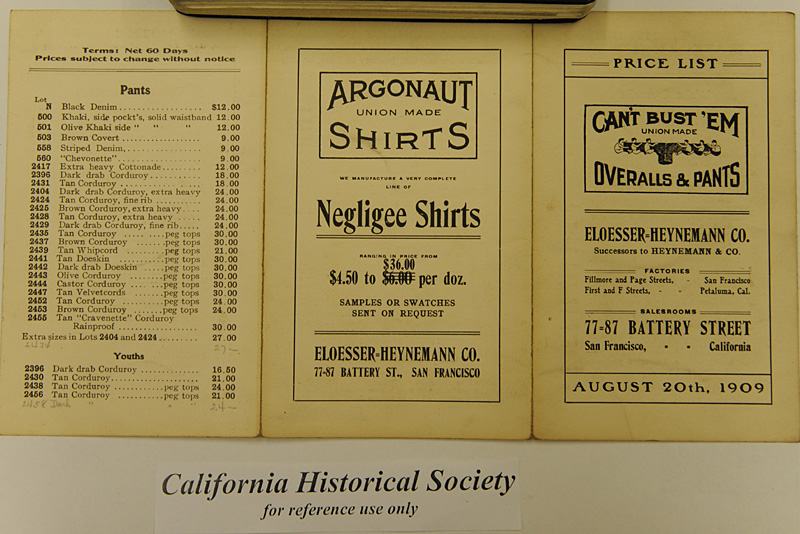 Terms: Net 60 Days
Prices subject to change without notice
Pants
Lot
N Black Denim .................. $12.00
500 Khaki, side pockt's, solid waistband 12.00
501 Olive Khaki side " " " 12.00
503 Brown Covert .................. 9.00
558 Striped Denim, .................. 9.00
560 "Chevonette" .................. 9.00
2417 Extra heavy Cottonade .......... 12.00
2396 Dark drab Corduroy .............. 18.00
2431 Tan Corduroy .................. 18.00
2404 Dark drab Corduroy, extra heavy 24.00
2424 Tan Corduroy, fine rib ........... 24.00
2425 Brown Corduroy, extra heavy .... 24.00
2428 Tan Corduroy, extra heavy ..... 24.00
2429 Dark drab Corduroy, fine rib ..... 24.00
2435 Tan Corduroy ........peg tops 30.00
2437 Brown Corduroy .......peg tops 30.00
2439 Tan Whipcord .......peg tops 21.00
2441 Tan Doeskin .......peg tops 30.00
2442 Dark drab Doeskin ....peg tops 30.00
2443 Olive Corduroy .......peg tops 30.00
2444 Castor Corduroy ......peg tops 30.00
2447 Tan Velvetcords ......peg tops 30.00
2452 Tan Corduroy .......peg tops 24.00
2453 Brown Corduroy ......peg tops 24.00
2455 Tan "Cravenette" Corduroy
Rainproof .................. 30.00
Extra sizes in Lots 2404 and 2424 .......... 27.00
27—
Youths
2396 Dark drab Corduroy .............. 16.50
2430 Tan Corduroy .................. 21.00
2438 Tan Corduroy ........peg tops 24.00
2456 Tan Corduroy ........peg tops 21.00
2458 Dark " " " 24—
ARGONAUT
UNION MADE
SHIRTS
WE MANUFACTURE A VERY COMPLETE
LINE OF
Negligee Shirts
RANGING IN PRICE FROM
$36.00
$4.50 to $6.00 per doz.
SAMPLES OR SWATCHES
SENT ON REQUEST
ELOESSER=HEYNEMANN CO.
77-87 BATTERY ST., SAN FRANCISCO
PRICE LIST
CAN'T BUST 'EM
UNION MADE
OVERALLS & PANTS
ELOESSER=HEYNEMANN CO.
Successors to HEYNEMANN & CO.
FACTORIES
Fillmore and Page Streets, - San Francisco
First and F Streets, - - Petaluma, Cal.
SALESROOMS
77=87 BATTERY STREET
San Francisco, - - California
AUGUST 20th, 1909
California Historical Society
for reference use only